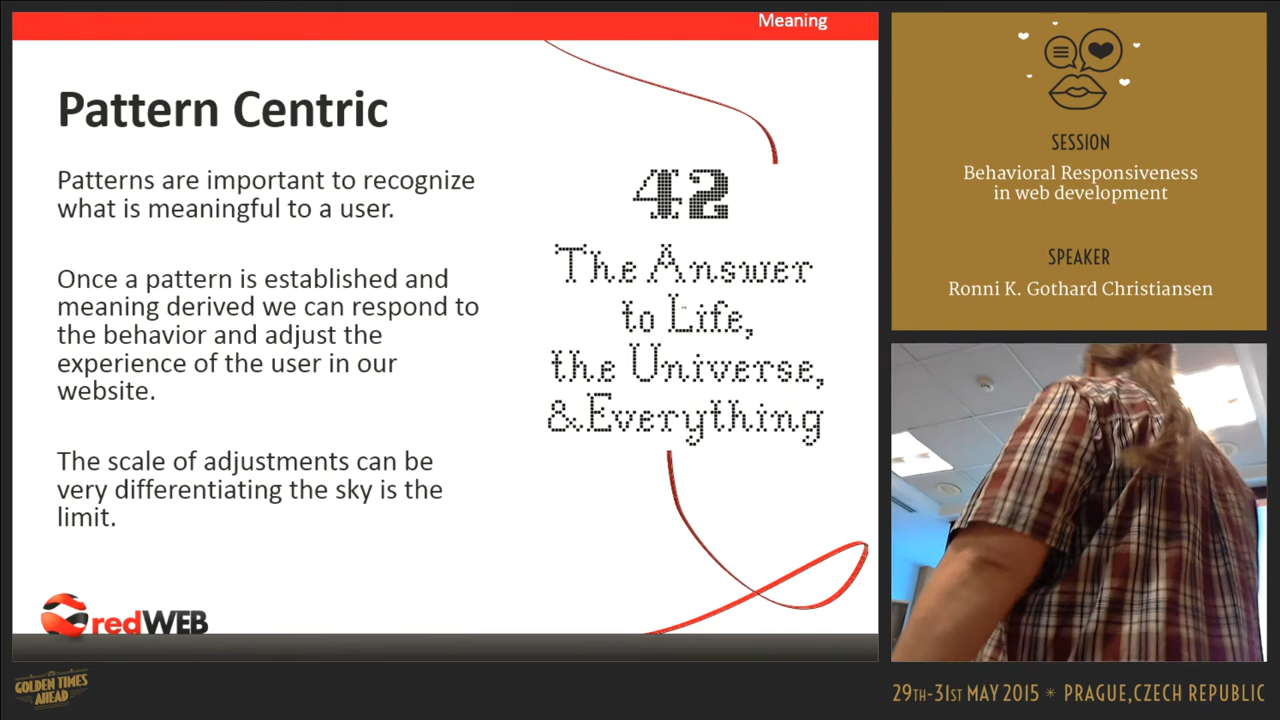 Meaning
Pattern Centric
Patterns are important to recognize
what is meaningful to a user.
Once a pattern is established and
meaning derived we can respond to
the behavior and adjust the
experience of the user in our
website.
The scale of adjustments can be
very differentiating the sky is the
limit.
42
The Answer
to Life,
the Universe,
&Everything
redWEB
SESSION
Behavioral Responsiveness
in web development
SPEAKER
Ronni K. Gothard Christiansen
GOLDEN TIMES
AHEAD
29TH-31ST MAY 2015 * PRAGUE,CZECH REPUBLIC